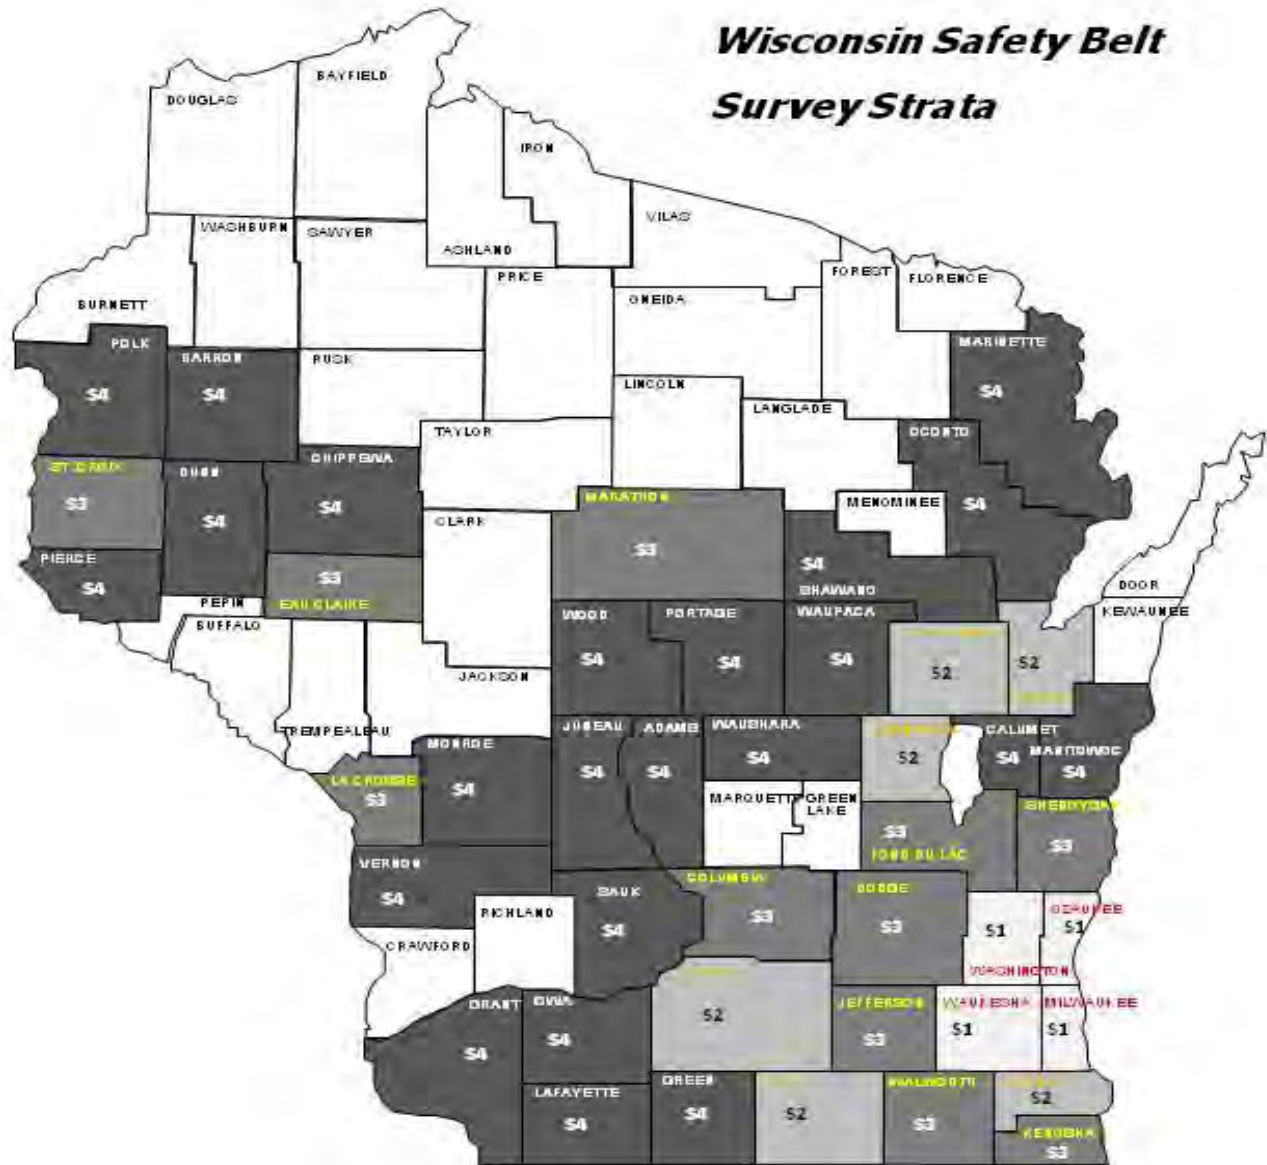 Wisconsin Safety Belt
Survey Strata
BAYFIELD
DOUGLAS
IRON
VILAS
WASHBURN
SAWYER
ASHLAND
PRICE
FOREST
FLORENCE
BURNETT
ONEIDA
POLK
BARRON
RUSK
MARINETTE
S4
S4
LINCOLN
S4
LANGLADE
TAYLOR
OCONTO
CHIPPEWA
ST. CROIX
DUNN
S3
S4
S4
MARATHON
MENOMINEE
S4
CLARK
S3
PIERCE
S4
S3
S4
SHAWANO
DOOR
EAU CLAIRE
PEPIN
BUFFALO
WOOD
PORTAGE
WAUPACA
KEWAUNEE
S4
S4
S4
S2
S2
JACKSON
TREMPEALEAU
MONROE
JUNEAU
ADAMS
WAUSHARA
CALUMET
MANITOWOC
S4
S4
S4
S2
S4
S4
LA CROSSE
S3
S4
MARQUETTE
GREEN
LAKE
SHEBOYGAN
S3
FOND DU LAC
S3
VERNON
S4
SAUK
COLUMBIA
DODGE
RICHLAND
S4
S3
S3
S1
OZAUKEE
S1
CRAWFORD
WASHINGTON
GRANT
IOWA
JEFFERSON
WAUKESHA
MILWAUKEE
S2
S4
S4
S3
S1
S1
LAFAYETTE
GREEN
WALWORTH
S4
S4
S2
S3
S2
KENOSHA
S3